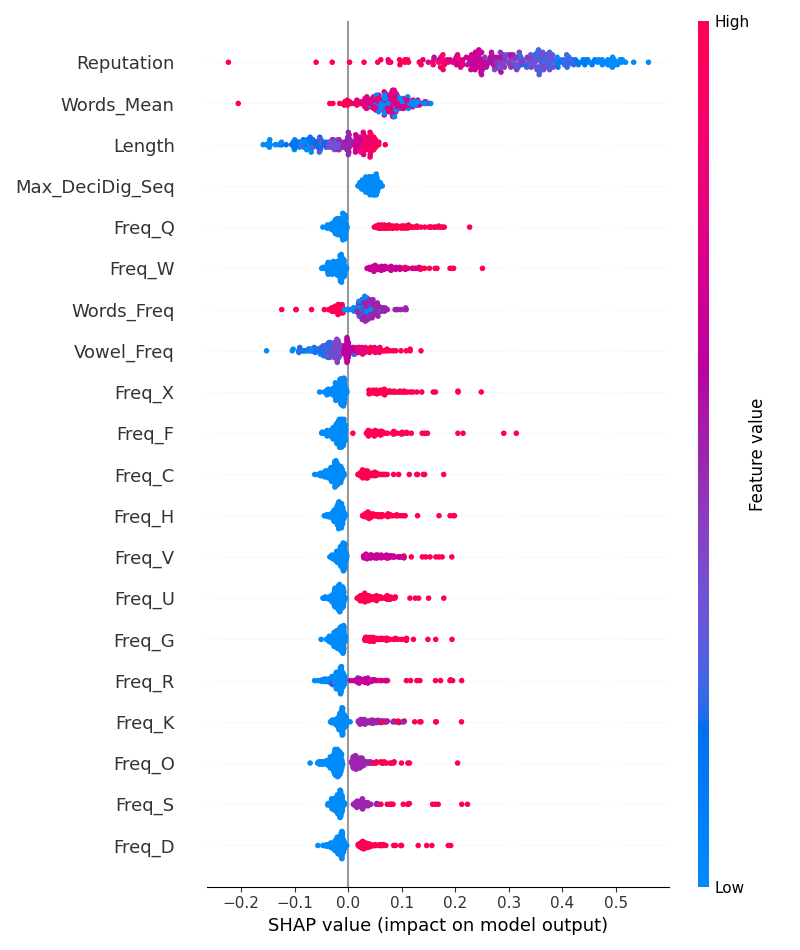 High
Reputation
Words_Mean
Length
Max_DeciDig_Seq
Freq_Q
Freq_W
Words_Freq
Vowel_Freq
Freq_X
Freq_F
Freq_C
Freq_H
Freq_V
Freq_U
Freq_G
Freq_R
Freq_K
Freq_O
Freq_S
Freq_D
Feature value
Low
−0.2 −0.1 0.0 0.1 0.2 0.3 0.4 0.5
SHAP value (impact on model output)